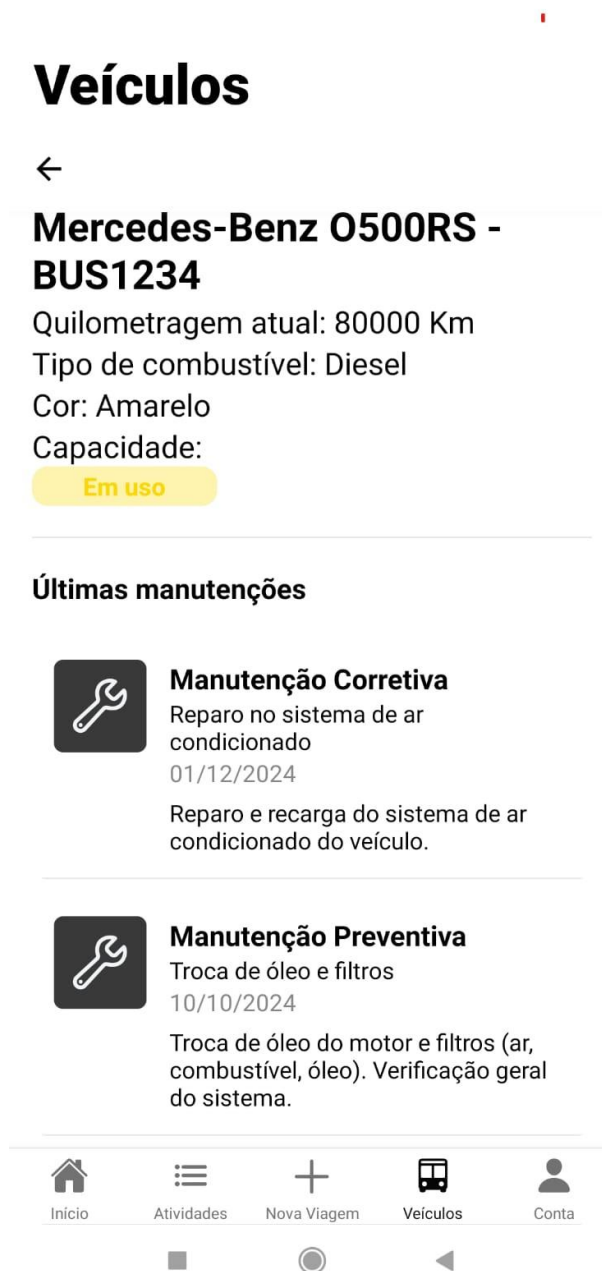 Veículos
Mercedes-Benz O500RS -
BUS1234
Quilometragem atual: 80000 Km
Tipo de combustível: Diesel
Cor: Amarelo
Capacidade:
Em uso
Últimas manutenções
Manutenção Corretiva
Reparo no sistema de ar
condicionado
01/12/2024
Reparo e recarga do sistema de ar
condicionado do veículo.
Manutenção Preventiva
Troca de óleo e filtros
10/10/2024
Troca de óleo do motor e filtros (ar,
combustível, óleo). Verificação geral
do sistema.
Início Atividades Nova Viagem Veículos Conta